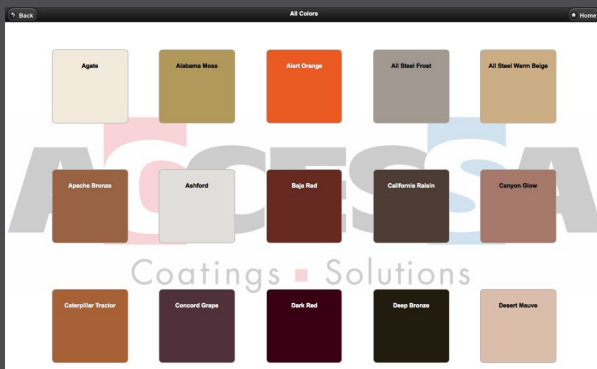 Back
All Colors
Home
Agate
Alabama Moss
Alert Orange
All Steel Frost
All Steel Warm Beige
Apache Bronze
Ashford
Baja Red
California Raisin
Canyon Glow
ACCESSA
Coatings ■ Solutions
Caterpillar Tractor
Concord Grape
Dark Red
Deep Bronze
Desert Mauve